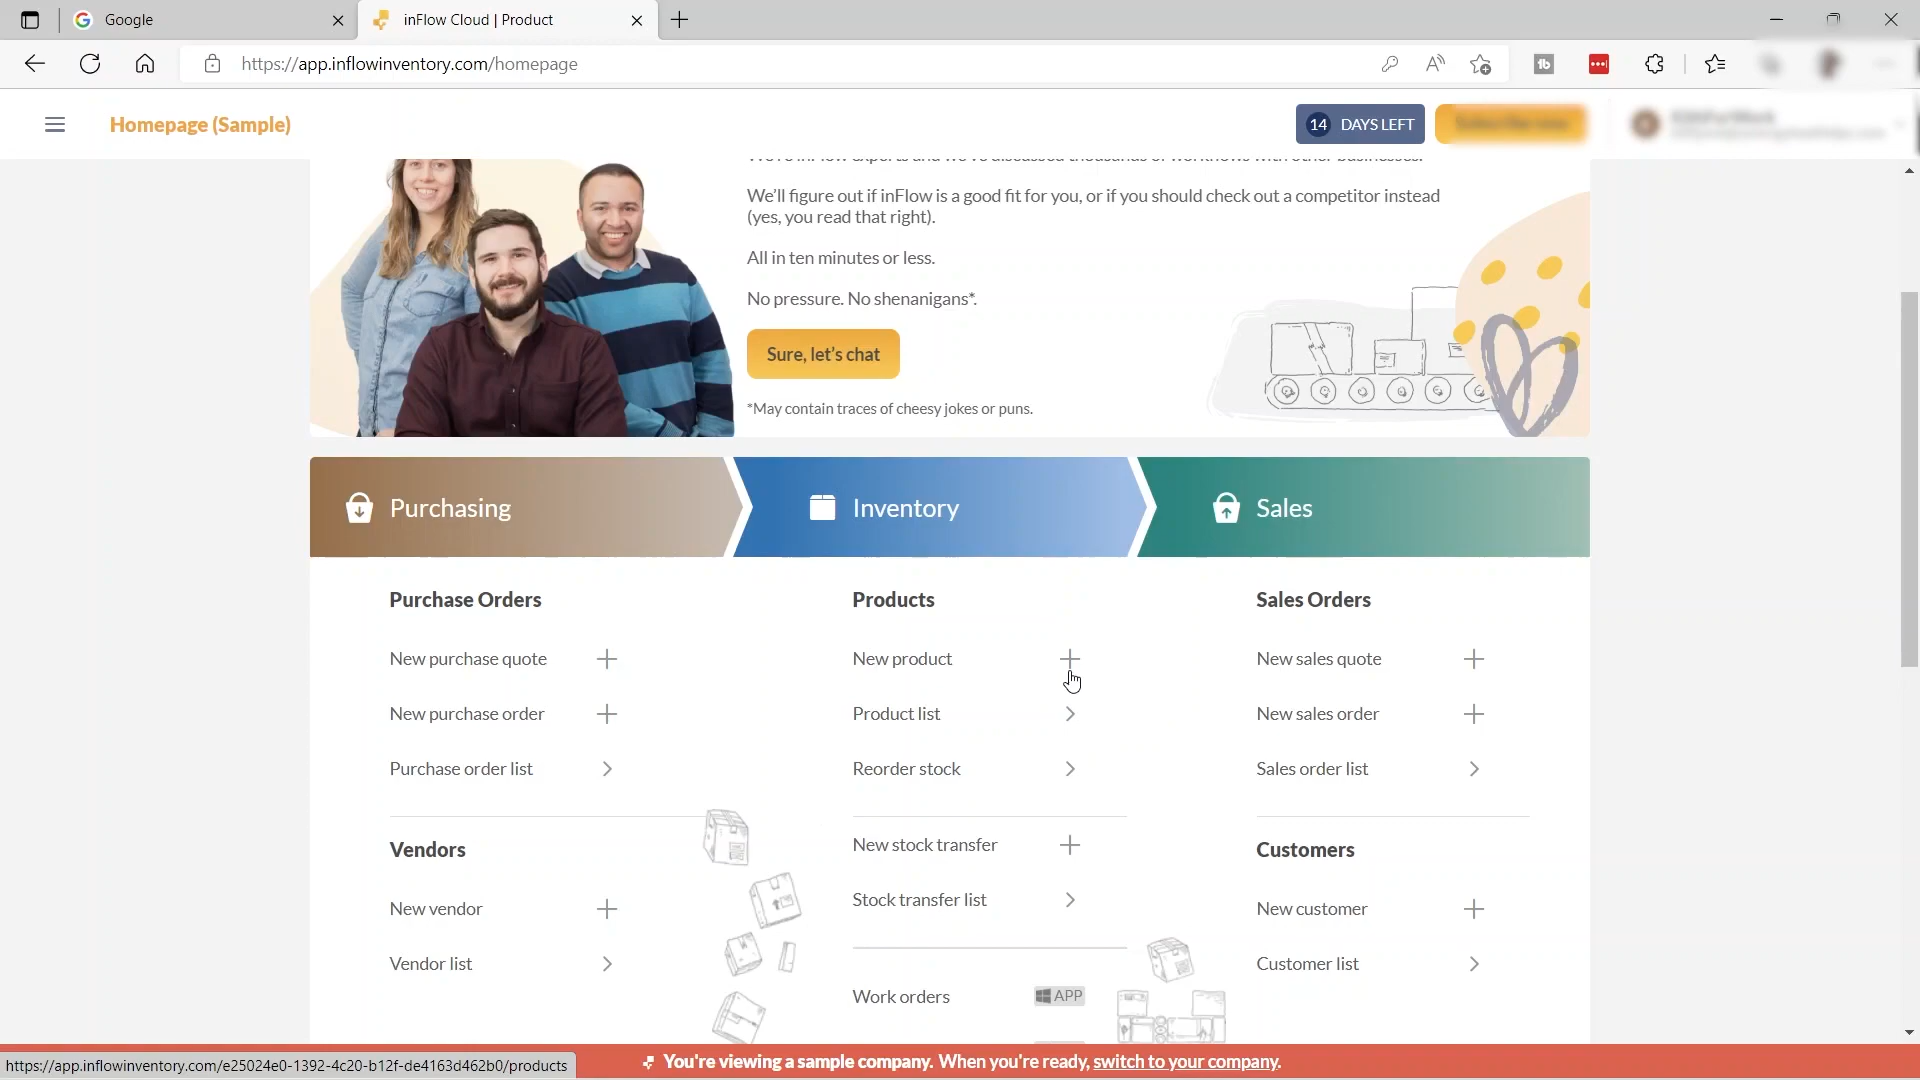 Google
inFlow Cloud | Product
https://app.inflowinventory.com/homepage
Homepage (Sample)
14 DAYS LEFT
We'll figure out if inFlow is a good fit for you, or if you should check out a competitor instead
(yes, you read that right).
All in ten minutes or less.
No pressure. No shenanigans*.
Sure, let's chat
*May contain traces of cheesy jokes or puns.
Purchasing
Inventory
Sales
Purchase Orders
Products
Sales Orders
New purchase quote
New product
New sales quote
New purchase order
Product list
New sales order
Purchase order list
Reorder stock
Sales order list
Vendors
New stock transfer
Customers
New vendor
Stock transfer list
New customer
Vendor list
Customer list
Work orders
APP
https://app.inflowinventory.com/e25024e0-1392-4c20-b12f-de4163d462b0/products
You're viewing a sample company. When you're ready, switch to your company.